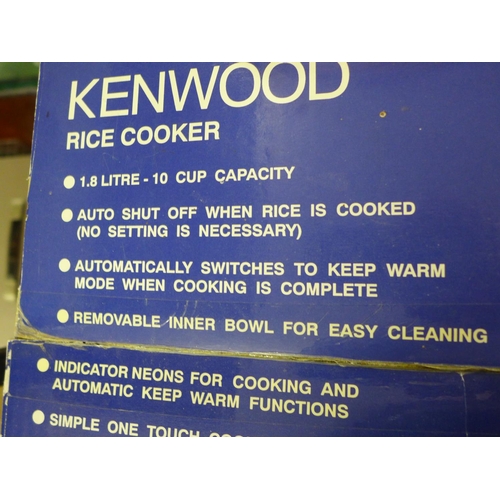 KENWOOD
RICE COOKER
● 1.8 LITRE - 10 CUP CAPACITY
● AUTO SHUT OFF WHEN RICE IS COOKED
(NO SETTING IS NECESSARY)
● AUTOMATICALLY SWITCHES TO KEEP WARM
MODE WHEN COOKING IS COMPLETE
● REMOVABLE INNER BOWL FOR EASY CLEANING
● INDICATOR NEONS FOR COOKING AND
AUTOMATIC KEEP WARM FUNCTIONS
● SIMPLE ONE TOUCH